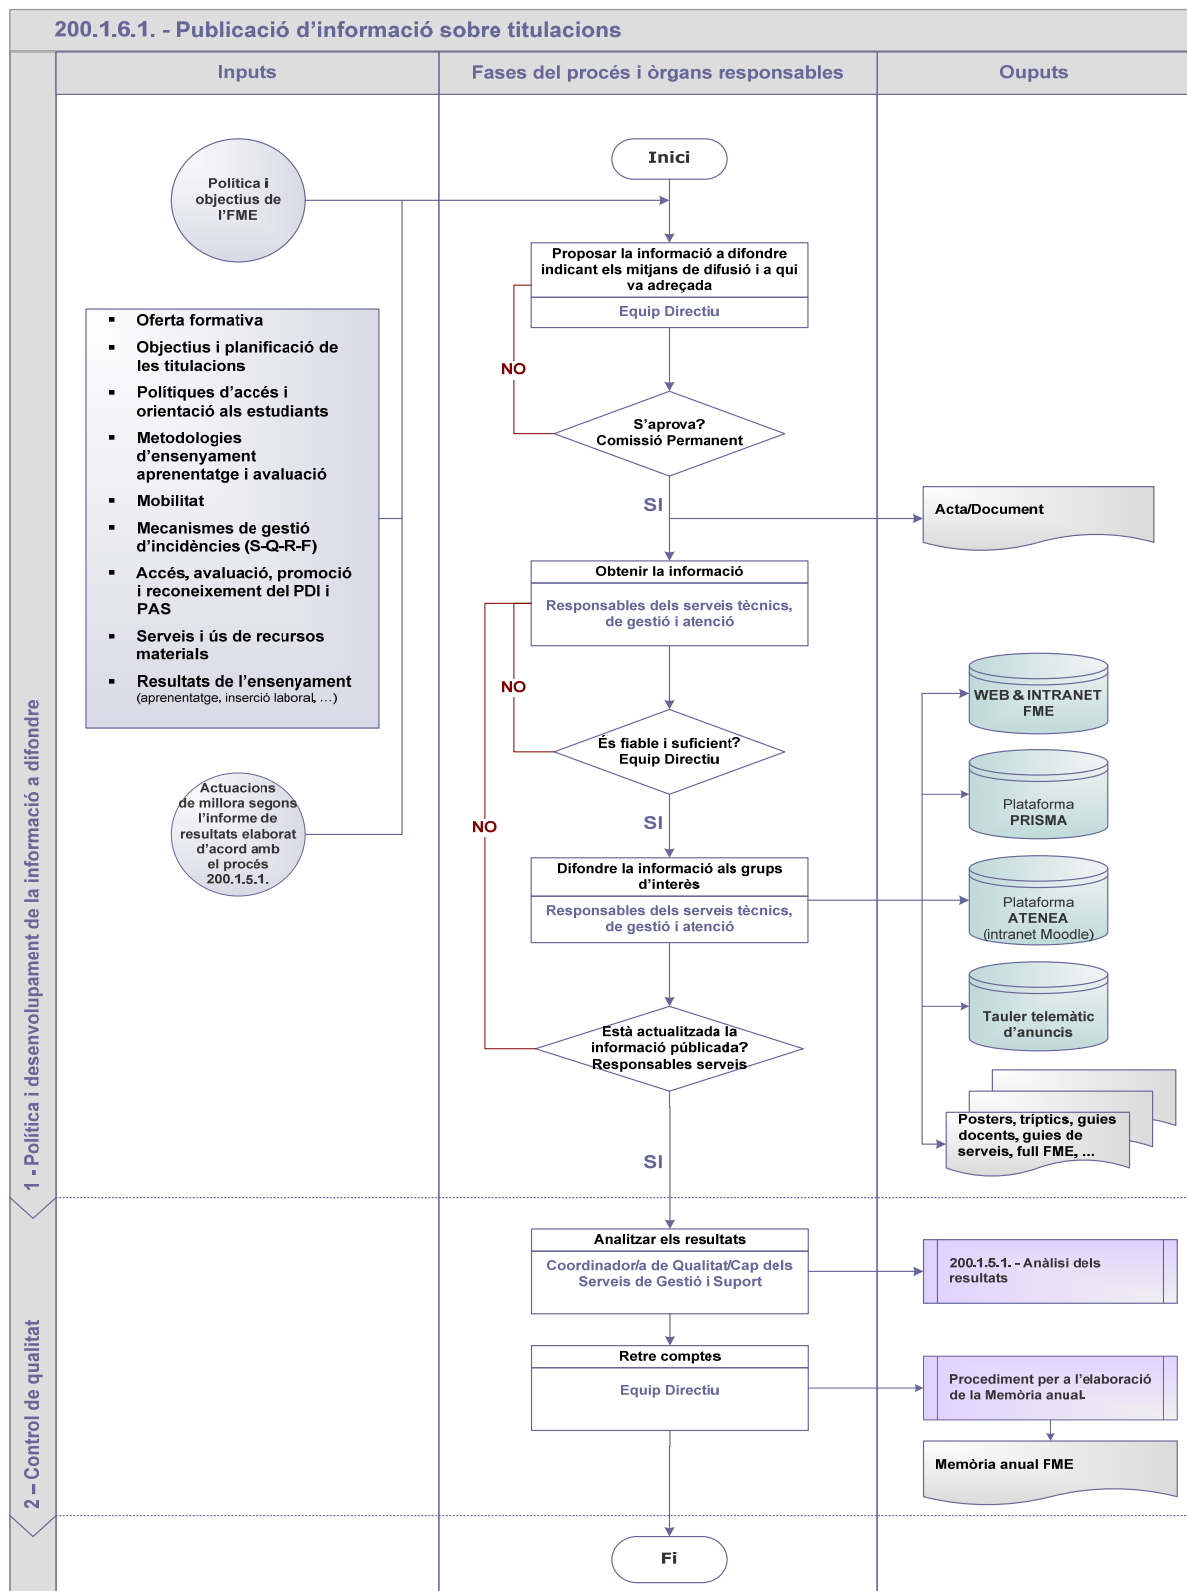 200.1.6.1. - Publicació d'informació sobre titulacions
Inputs
Fases del procés i òrgans responsables
Ouputs
1 - Política i desenvolupament de la informació a difondre
2 – Control de qualitat
Política i
objectius de
l'FME
▪ Oferta formativa
▪ Objectius i planificació de
les titulacions
▪ Polítiques d'accés i
orientació als estudiants
▪ Metodologies
d'ensenyament
aprenentatge i avaluació
▪ Mobilitat
▪ Mecanismes de gestió
d'incidències (S-Q-R-F)
▪ Accés, avaluació, promoció
i reconeixement del PDI i
PAS
▪ Serveis i ús de recursos
materials
▪ Resultats de l'ensenyament
(aprenentatge, inserció laboral, …)
Actuacions
de millora segons
l'informe de
resultats elaborat
d'acord amb
el procés
200.1.5.1.
Inici
Proposar la informació a difondre
indicant els mitjans de difusió i a qui
va adreçada
Equip Directiu
NO
S'aprova?
Comissió Permanent
SI
Obtenir la informació
Responsables dels serveis tècnics,
de gestió i atenció
NO
És fiable i suficient?
Equip Directiu
SI
NO
Difondre la informació als grups
d'interès
Responsables dels serveis tècnics,
de gestió i atenció
Està actualitzada la
informació públicada?
Responsables serveis
SI
Analitzar els resultats
Coordinador/a de Qualitat/Cap dels
Serveis de Gestió i Suport
Retre comptes
Equip Directiu
Fi
Acta/Document
WEB & INTRANET
FME
Plataforma
PRISMA
Plataforma
ATENEA
(intranet Moodle)
Tauler telemàtic
d'anuncis
Posters, tríptics, guies
docents, guies de
serveis, full FME, ...
200.1.5.1. - Anàlisi dels
resultats
Procediment per a l'elaboració
de la Memòria anual.
Memòria anual FME